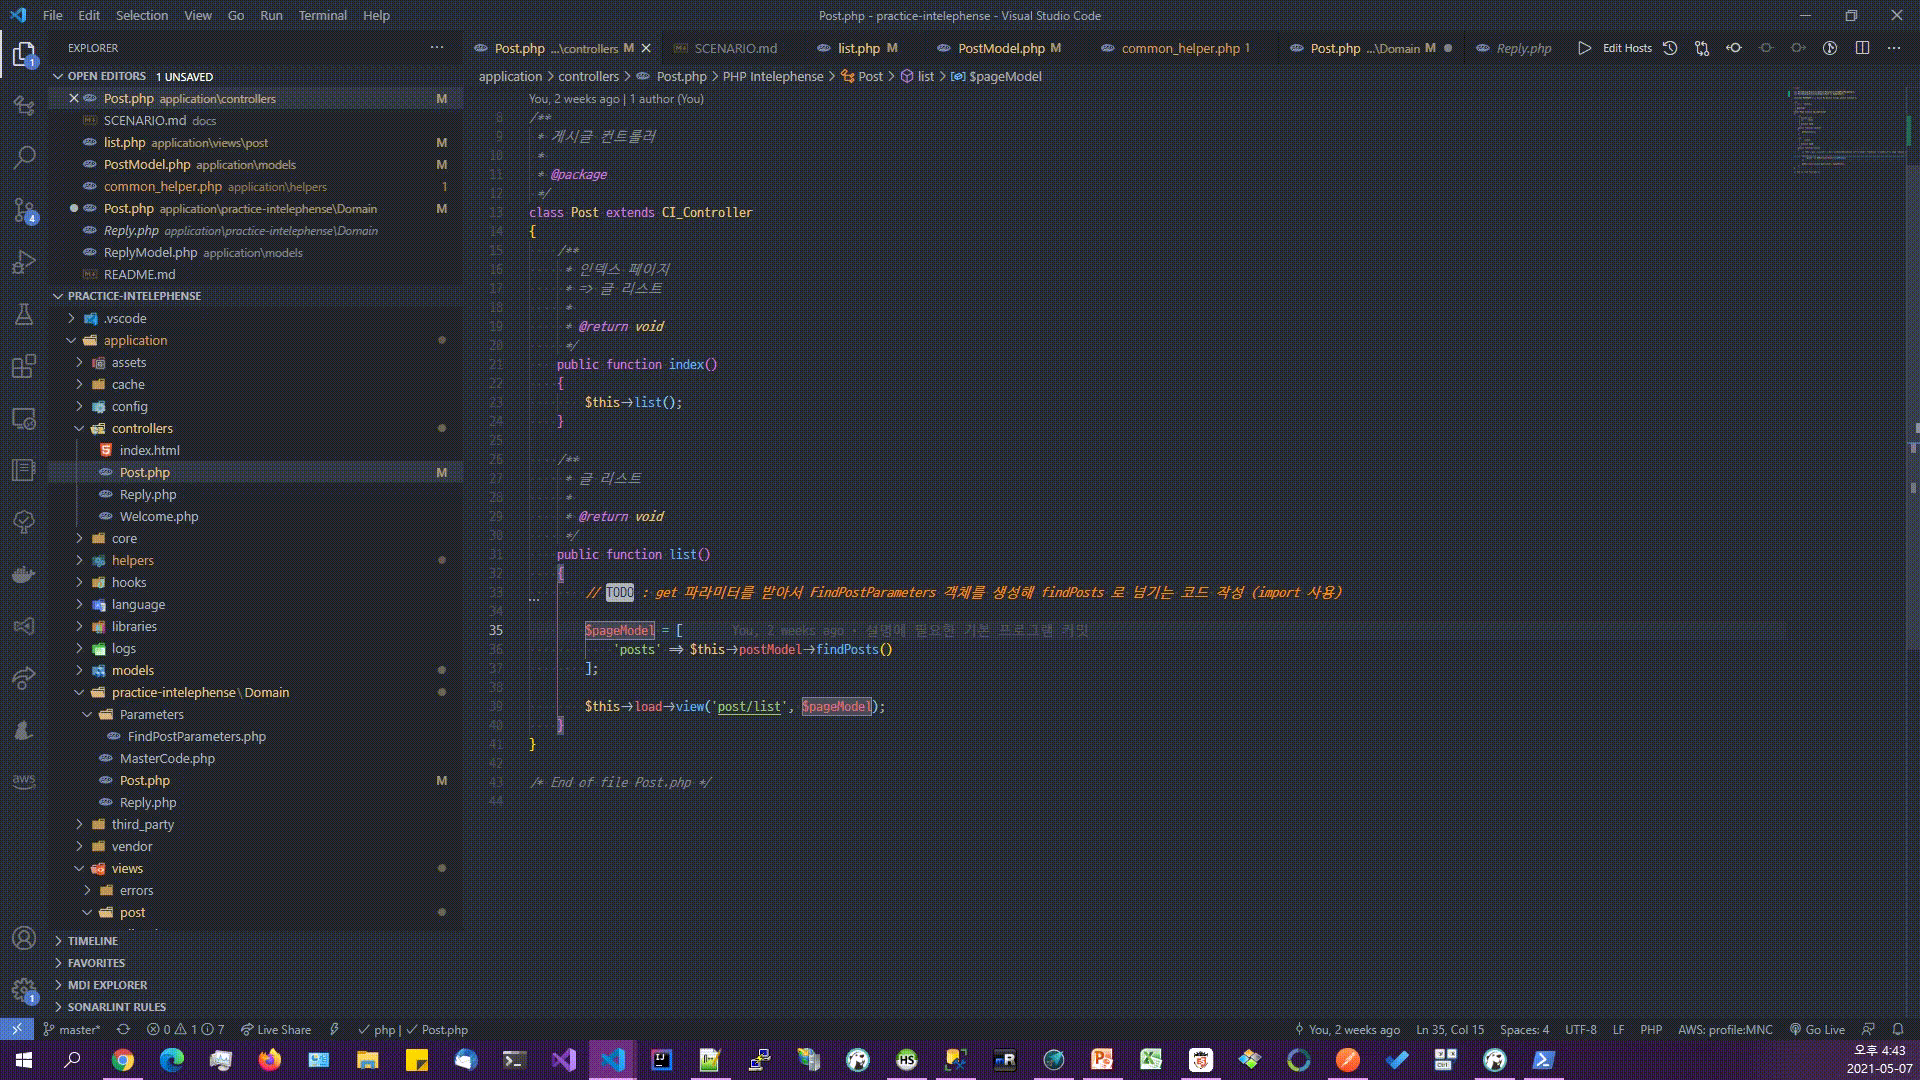 File Edit Selection View Go Run Terminal Help
Post.php - practice-intelephense - Visual Studio Code
EXPLORER
OPEN EDITORS 1 UNSAVED
Post.php application\controllers M
SCENARIO.md docs
list.php application\views\post M
PostModel.php application\models M
common_helper.php application\helpers 1
Post.php application\practice-intelephense\Domain M
Reply.php application\practice-intelephense\Domain
ReplyModel.php application\models
README.md
PRACTICE-INTELEPHENSE
.vscode
application
assets
cache
config
controllers
index.html
Post.php M
Reply.php
Welcome.php
core
helpers
hooks
language
libraries
logs
models
practice-intelephense\Domain
Parameters
FindPostParameters.php
MasterCode.php
Post.php M
Reply.php
third_party
vendor
views
errors
post
TIMELINE
FAVORITES
MDI EXPLORER
SONARLINT RULES
Post.php ...\controllers M
SCENARIO.md
list.php M
PostModel.php M
common_helper.php 1
Post.php ...\Domain M
Reply.php
Edit Hosts
application > controllers > Post.php > PHP Intelephense > Post > list > $pageModel
You, 2 weeks ago | 1 author (You)
8 /**
9 * 게시글 컨트롤러
10 *
11 * @package
12 */
13 class Post extends CI_Controller
14 {
15 /**
16 * 인덱스 페이지
17 * => 글 리스트
18 *
19 * @return void
20 */
21 public function index()
22 {
23 $this->list();
24 }
25
26 /**
27 * 글 리스트
28 *
29 * @return void
30 */
31 public function list()
32 {
33 // TODO : get 파라미터를 받아서 FindPostParameters 객체를 생성해 findPosts 로 넘기는 코드 작성 (import 사용)
34
35 $pageModel = [ You, 2 weeks ago • 설명에 필요한 기본 프로그램 커밋
36 'posts' => $this->postModel->findPosts()
37 ];
38
39 $this->load->view('post/list', $pageModel);
40 }
41 }
42
43 /* End of file Post.php */
44
1
4
aws
1
master* 0 1 7 Live Share php | Post.php
You, 2 weeks ago Ln 35, Col 15 Spaces: 4 UTF-8 LF PHP AWS: profile:MNC Go Live
오후 4:43
2021-05-07